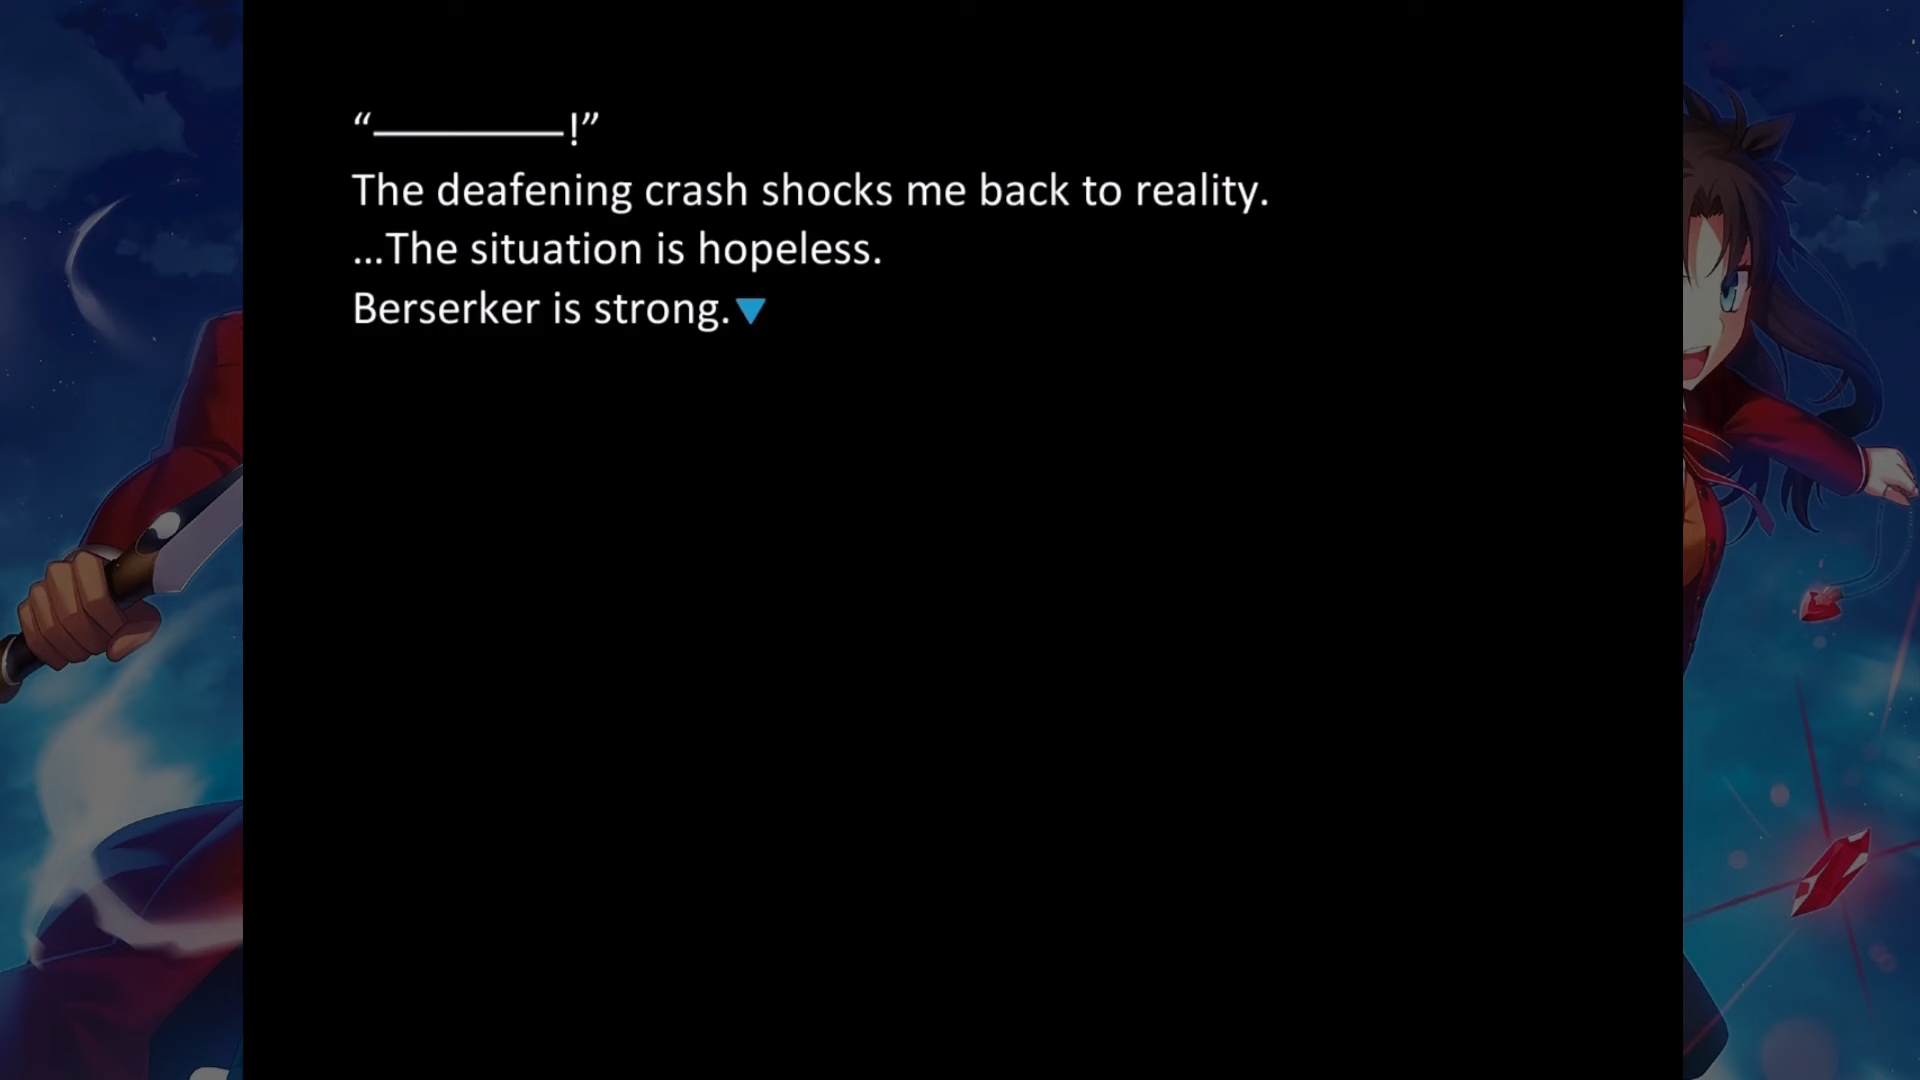 “————!”
The deafening crash shocks me back to reality.
…The situation is hopeless.
Berserker is strong.